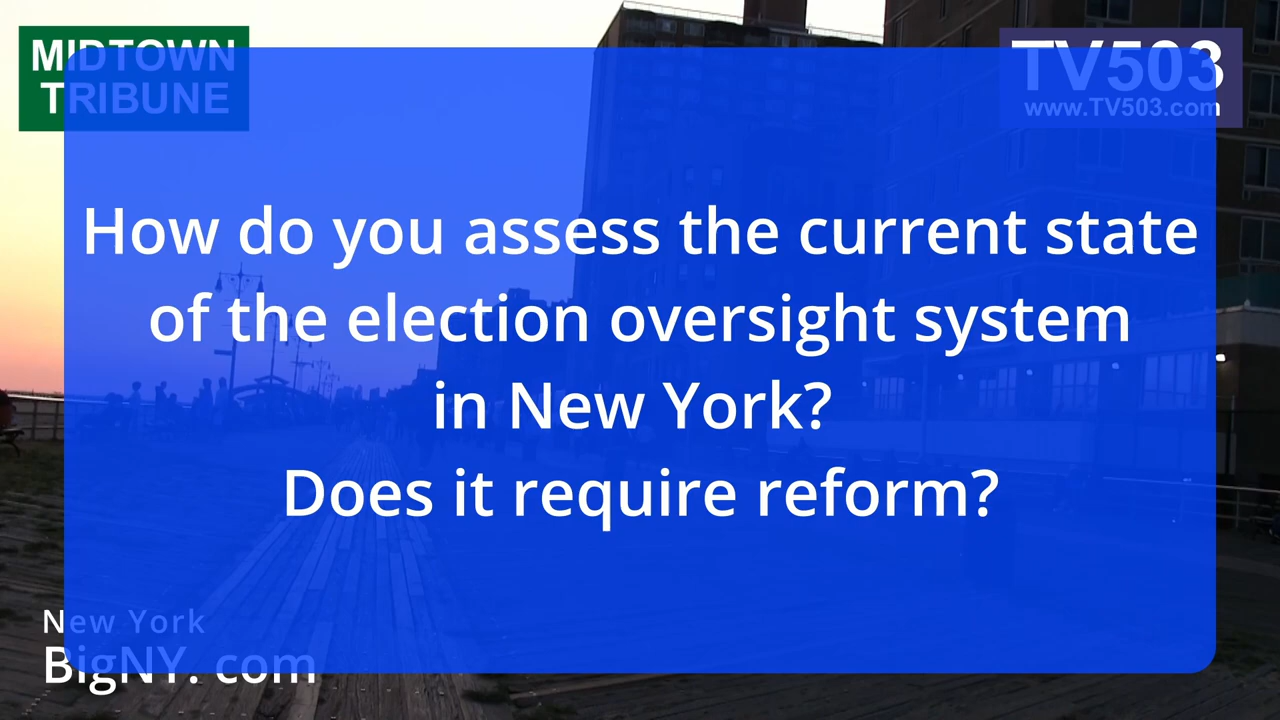 MIDTOWN
TRIBUNE
TV503
www.TV503.com
How do you assess the current state
of the election oversight system
in New York?
Does it require reform?
New York
BigNY. com